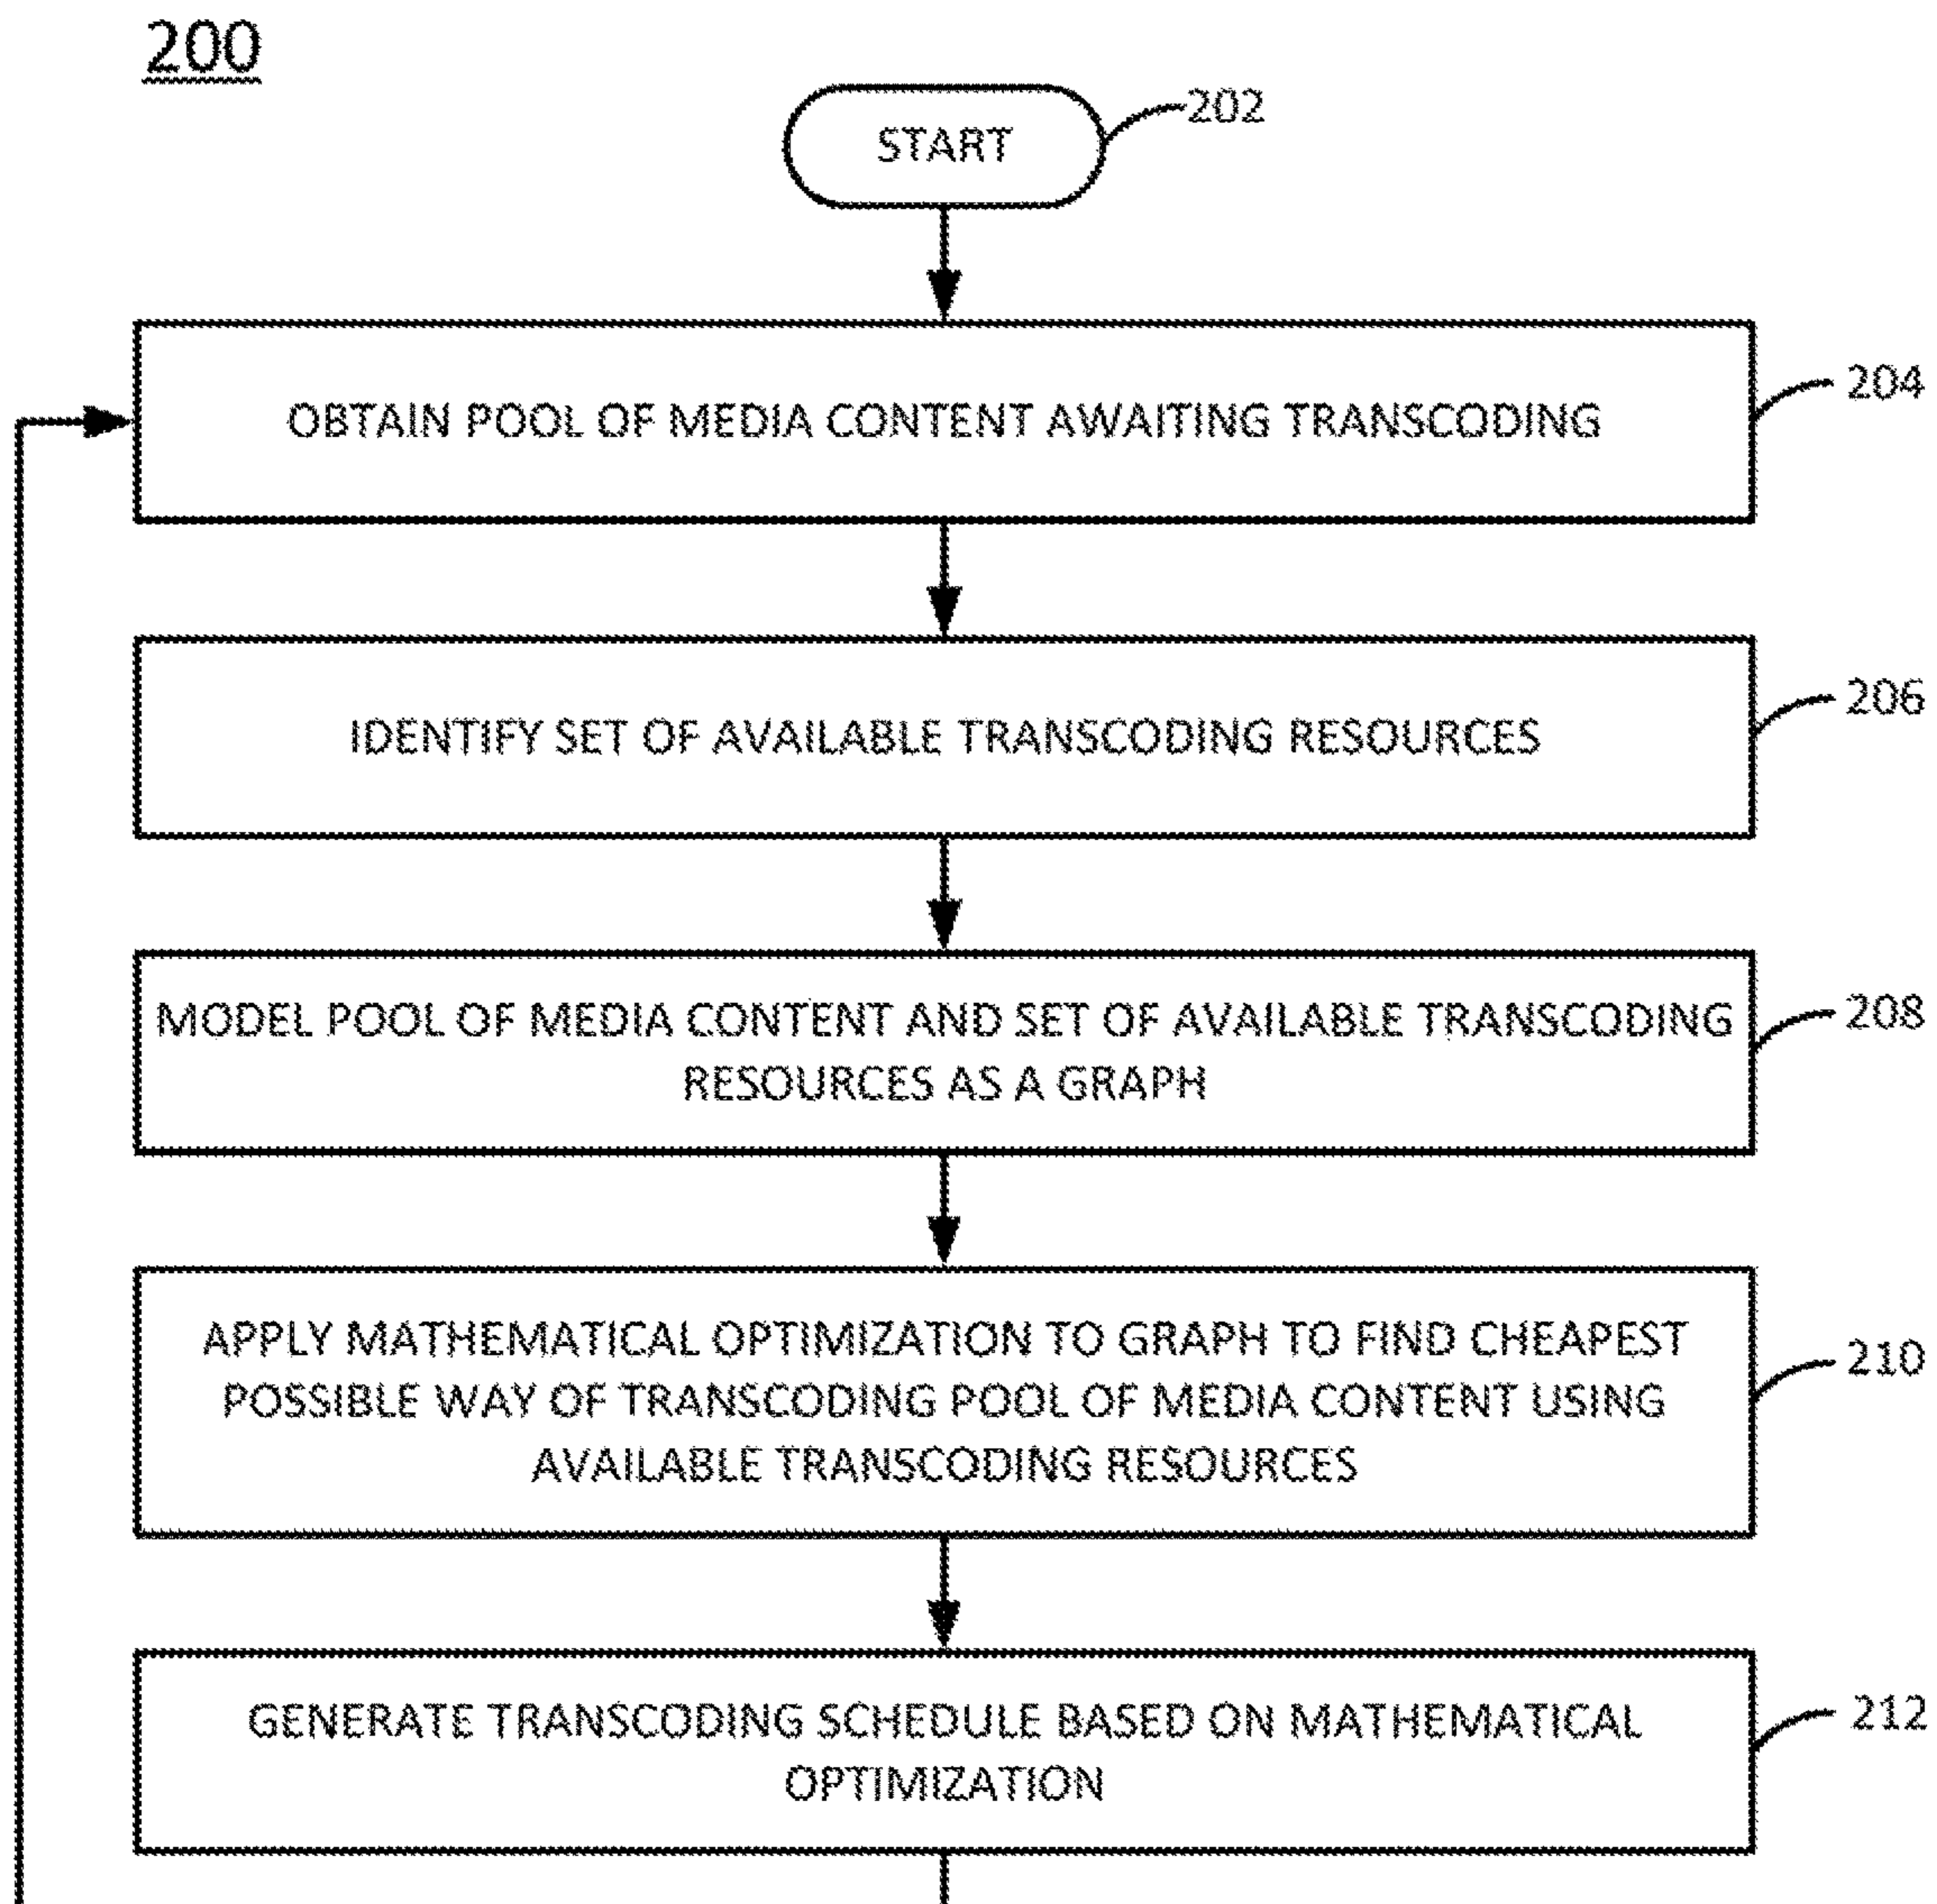 200
START
202
OBTAIN POOL OF MEDIA CONTENT AWAITING TRANSCODING
204
IDENTIFY SET OF AVAILABLE TRANSCODING RESOURCES
206
MODEL POOL OF MEDIA CONTENT AND SET OF AVAILABLE TRANSCODING
RESOURCES AS A GRAPH
208
APPLY MATHEMATICAL OPTIMIZATION TO GRAPH TO FIND CHEAPEST
POSSIBLE WAY OF TRANSCODING POOL OF MEDIA CONTENT USING
AVAILABLE TRANSCODING RESOURCES
210
GENERATE TRANSCODING SCHEDULE BASED ON MATHEMATICAL
OPTIMIZATION
212